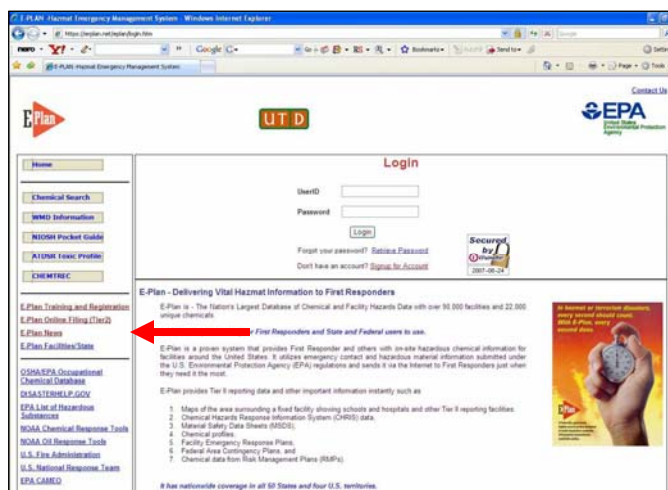 E-PLAN -Hazmat Emergency Management System - Windows Internet Explorer
https://erplan.net/eplan/login.htm
nero
Y!
Google
G
Go
RS
Bookmarks
Send to
E-PLAN -Hazmat Emergency Management System
Page
Tools
Contact Us
E Plan
UTD
EPA
United States
Environmental Protection
Agency
Home
Login
Chemical Search
UserID
WMD Information
Password
NIOSH Pocket Guide
Login
ATDSR Toxic Profile
Forgot your password? Retrieve Password
Secured
by
CHEMTREC
Don't have an account? Signup for Account
2007-08-24
E-Plan - Delivering Vital Hazmat Information to First Responders
E-Plan Training and Registration
E-Plan is - The Nation's Largest Database of Chemical and Facility Hazards Data with over 90 000 facilities and 22,000
unique chemicals
E-Plan Online Filing (Tier2)
E-Plan News
or First Responders and State and Federal users to use.
E-Plan Facilities/State
E-Plan is a proven system that provides First Responder and others with on-site hazardous chemical information for
facilities around the United States. It utilizes emergency contact and hazardous material information submitted under
the U.S. Environmental Protection Agency (EPA) regulations and sends it via the Internet to First Responders just when
they need it the most.
OSHA/EPA Occupational
Chemical Database
DISASTERHELP.GOV
EPA List of Hazardous
Substances
NOAA Chemical Response Tools
NOAA Oil Response Tools
U.S. Fire Administration
U.S. National Response Team
EPA CAMEO
E-Plan provides Tier II reporting data and other important information instantly such as
1. Maps of the area surrounding a fixed facility showing schools and hospitals and other Tier II reporting facilities.
2. Chemical Hazards Response Information System (CHRIS) data,
3. Material Safety Data Sheets (MSDS),
4. Chemical profiles,
5. Facility Emergency Response Plans,
6. Federal Area Contingency Plans, and
7. Chemical data from Risk Management Plans (RMPs).
It has nationwide coverage in all 50 States and four U.S. territories.
In hazmat or terrorism disasters,
every second should count.
With E-Plan, every
second does.
E Plan